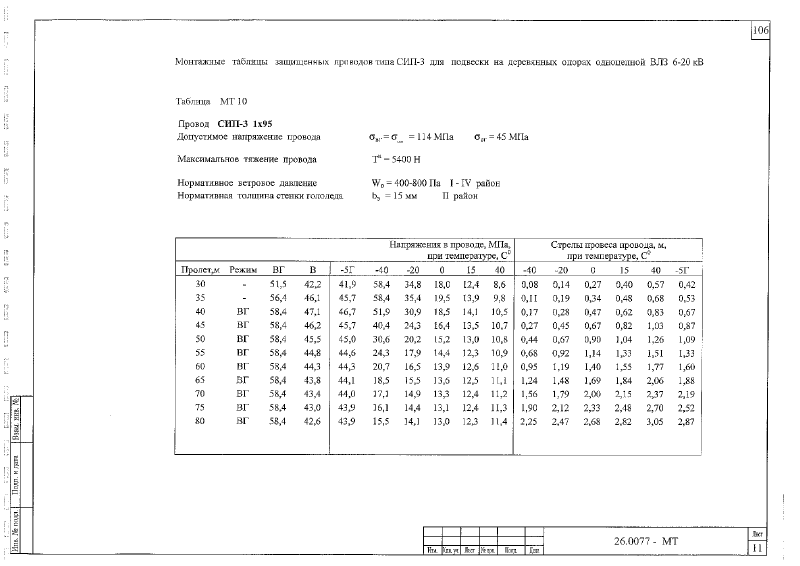 106
Монтажные таблицы защищенных проводов типа СИП-3 для подвески на деревянных опорах одноцепной ВЛЗ 6-20 кВ
Таблица МТ 10
Провод СИП-3 1х95
Допустимое напряжение провода σвг = σ = 114 МПа σэг = 45 МПа
Максимальное тяжение провода Tн = 5400 Н
Нормативное ветровое давление W0 = 400-800 Па I - IV район
Нормативная толщина стенки гололеда bэ = 15 мм II район
Напряжения в проводе, МПа, Стрелы провеса провода, м,
при температуре, С0 при температуре, С0
Пролет,м Режим ВГ В -5Г -40 -20 0 15 40 -40 -20 0 15 40 -5Г
30 - 51,5 42,2 41,9 58,4 34,8 18,0 12,4 8,6 0,08 0,14 0,27 0,40 0,57 0,42
35 - 56,4 46,1 45,7 58,4 35,4 19,5 13,9 9,8 0,11 0,19 0,34 0,48 0,68 0,53
40 ВГ 58,4 47,1 46,7 51,9 30,9 18,5 14,1 10,5 0,17 0,28 0,47 0,62 0,83 0,67
45 ВГ 58,4 46,2 45,7 40,4 24,3 16,4 13,5 10,7 0,27 0,45 0,67 0,82 1,03 0,87
50 ВГ 58,4 45,5 45,0 30,6 20,2 15,2 13,0 10,8 0,44 0,67 0,90 1,04 1,26 1,09
55 ВГ 58,4 44,8 44,6 24,3 17,9 14,4 12,3 10,9 0,68 0,92 1,14 1,33 1,51 1,33
60 ВГ 58,4 44,3 44,3 20,7 16,5 13,9 12,6 11,0 0,95 1,19 1,40 1,55 1,77 1,60
65 ВГ 58,4 43,8 44,1 18,5 15,5 13,6 12,5 11,1 1,24 1,48 1,69 1,84 2,06 1,88
70 ВГ 58,4 43,4 44,0 17,1 14,9 13,3 12,4 11,2 1,56 1,79 2,00 2,15 2,37 2,19
75 ВГ 58,4 43,0 43,9 16,1 14,4 13,1 12,4 11,3 1,90 2,12 2,33 2,48 2,70 2,52
80 ВГ 58,4 42,6 43,9 15,5 14,1 13,0 12,3 11,4 2,25 2,47 2,68 2,82 3,05 2,87
Взам. инв. №
Подп. и дата
Инв. № подл.
Изм. Кол. уч Лист № док. Подп. Дата
26.0077 - МТ
Лист
11